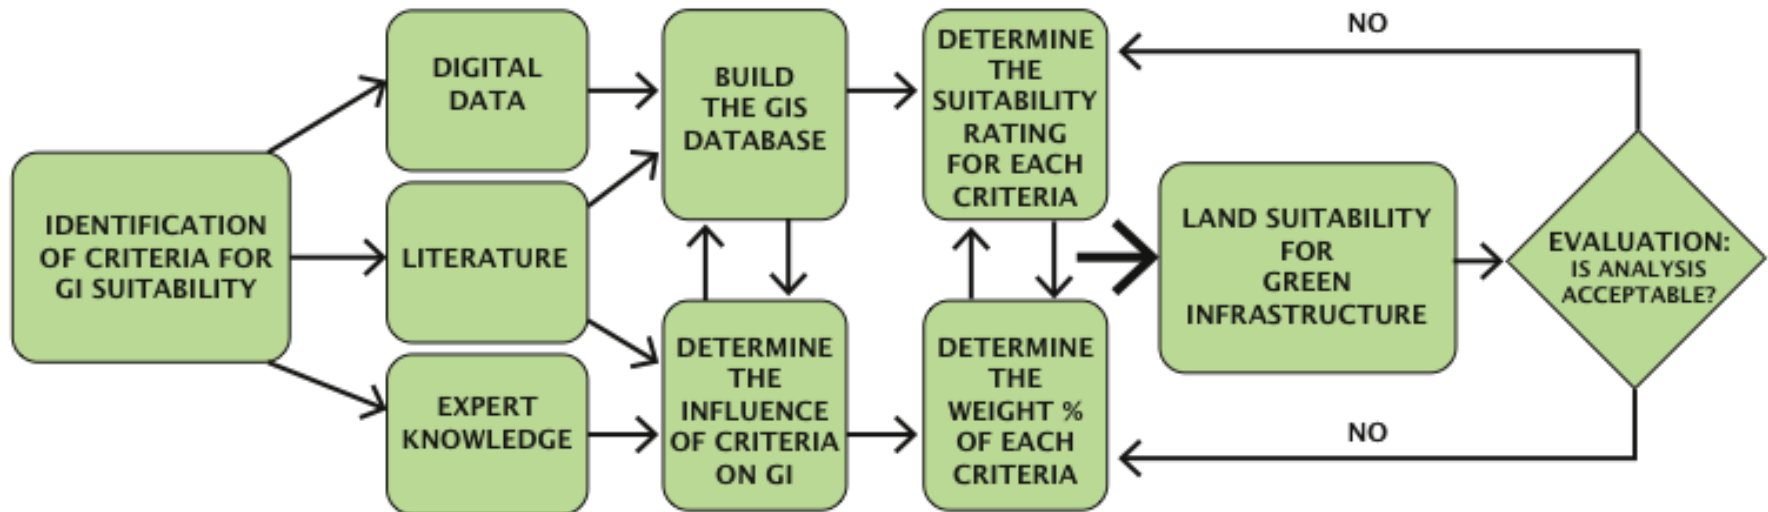 IDENTIFICATION
OF CRITERIA FOR
GI SUITABILITY
DIGITAL
DATA
LITERATURE
EXPERT
KNOWLEDGE
BUILD
THE GIS
DATABASE
DETERMINE
THE
INFLUENCE
OF CRITERIA
ON GI
DETERMINE
THE
SUITABILITY
RATING
FOR EACH
CRITERIA
DETERMINE
THE
WEIGHT %
OF EACH
CRITERIA
LAND SUITABILITY
FOR
GREEN
INFRASTRUCTURE
EVALUATION:
IS ANALYSIS
ACCEPTABLE?
NO
NO